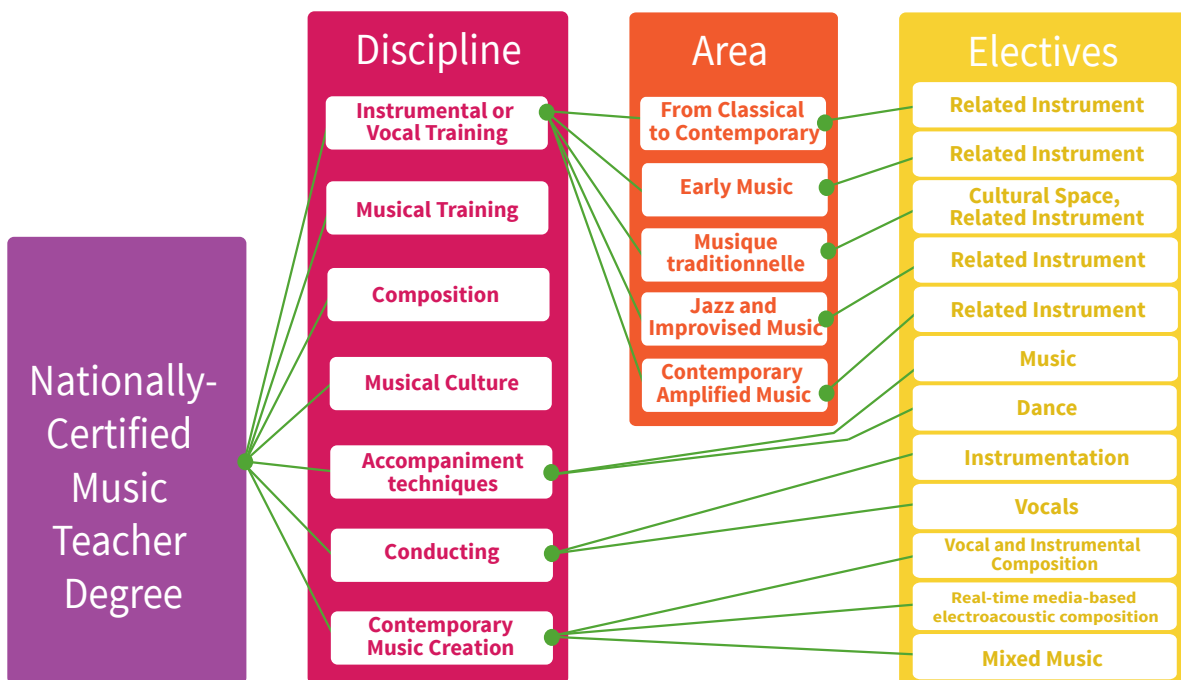 Nationally-
Certified
Music
Teacher
Degree
Discipline
Instrumental or
Vocal Training
Musical Training
Composition
Musical Culture
Accompaniment
techniques
Conducting
Contemporary
Music Creation
Area
From Classical
to Contemporary
Early Music
Musique
traditionnelle
Jazz and
Improvised Music
Contemporary
Amplified Music
Electives
Related Instrument
Related Instrument
Cultural Space,
Related Instrument
Related Instrument
Related Instrument
Music
Dance
Instrumentation
Vocals
Vocal and Instrumental
Composition
Real-time media-based
electroacoustic composition
Mixed Music